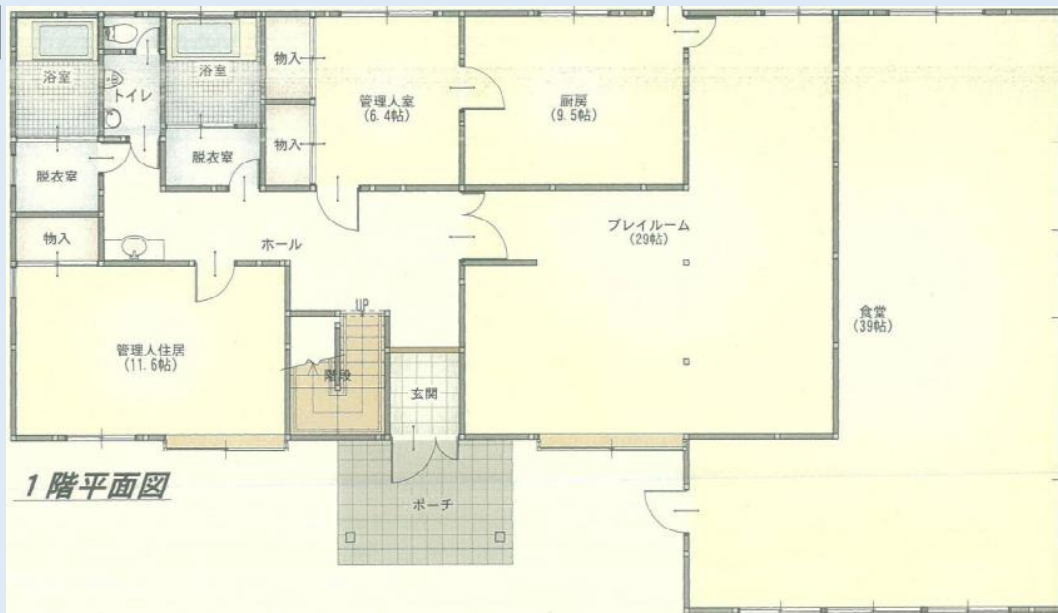 浴室
トイレ
浴室
物入
管理人室
(6.4帖)
厨房
(9.5帖)
物入
脱衣室
脱衣室
物入
ホール
プレイルーム
(29帖)
食堂
(39帖)
UP
管理人住居
(11.6帖)
階段
玄関
1階平面図
ポーチ